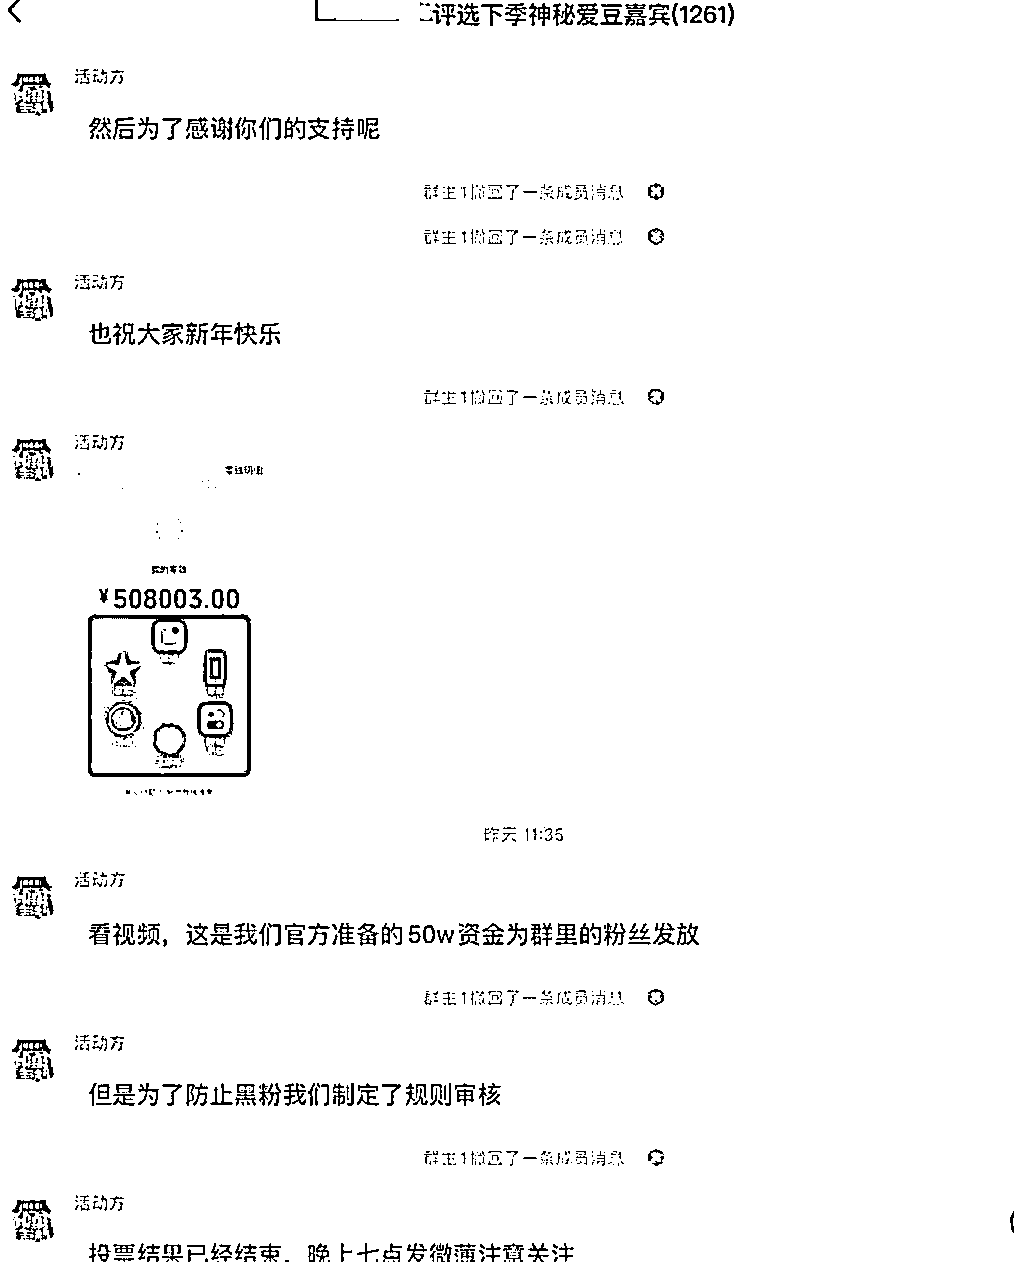 评选下季神秘爱豆嘉宾(1261)
活动方
然后为了感谢你们的支持呢
群主1撤回了一条成员消息
群主1撤回了一条成员消息
活动方
也祝大家新年快乐
群主1撤回了一条成员消息
活动方
零钱明细
我的零钱
¥508003.00
昨天 11:35
活动方
看视频，这是我们官方准备的50w资金为群里的粉丝发放
群主1撤回了一条成员消息
活动方
但是为了防止黑粉我们制定了规则审核
群主1撤回了一条成员消息
活动方
投票结果已经结束，晚上七点发微薄注意关注